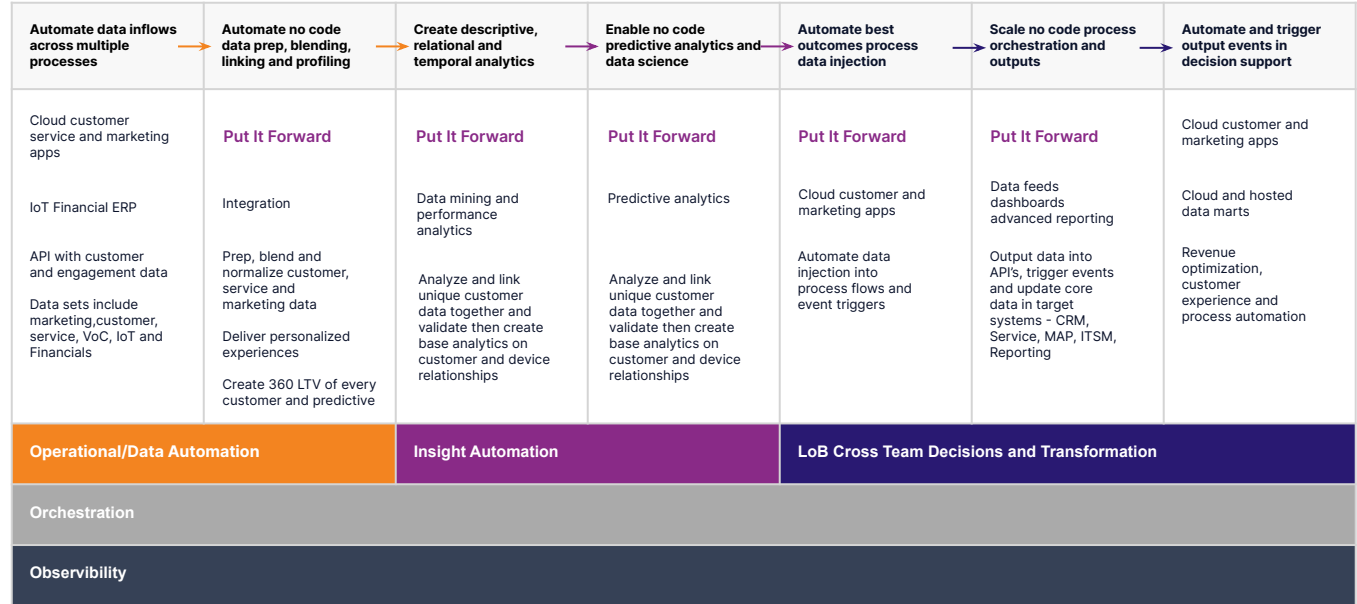 Automate data inflows
across multiple
processes
Automate no code
data prep, blending,
linking and profiling
Create descriptive,
relational and
temporal analytics
Enable no code
predictive analytics and
data science
Automate best
outcomes process
data injection
Scale no code process
orchestration and
outputs
Automate and trigger
output events in
decision support
Cloud customer
service and marketing
apps
IoT Financial ERP
API with customer
and engagement data
Data sets include
marketing,customer,
service, VoC, IoT and
Financials
Put It Forward
Integration
Prep, blend and
normalize customer,
service and
marketing data
Deliver personalized
experiences
Create 360 LTV of every
customer and predictive
Put It Forward
Data mining and
performance
analytics
Analyze and link
unique customer
data together and
validate then create
base analytics on
customer and device
relationships
Put It Forward
Predictive analytics
Analyze and link
unique customer
data together and
validate then create
base analytics on
customer and device
relationships
Put It Forward
Cloud customer and
marketing apps
Automate data
injection into
process flows and
event triggers
Put It Forward
Data feeds
dashboards
advanced reporting
Output data into
API's, trigger events
and update core
data in target
systems - CRM,
Service, MAP, ITSM,
Reporting
Cloud customer and
marketing apps
Cloud and hosted
data marts
Revenue
optimization,
customer
experience and
process automation
Operational/Data Automation
Insight Automation
LoB Cross Team Decisions and Transformation
Orchestration
Observibility